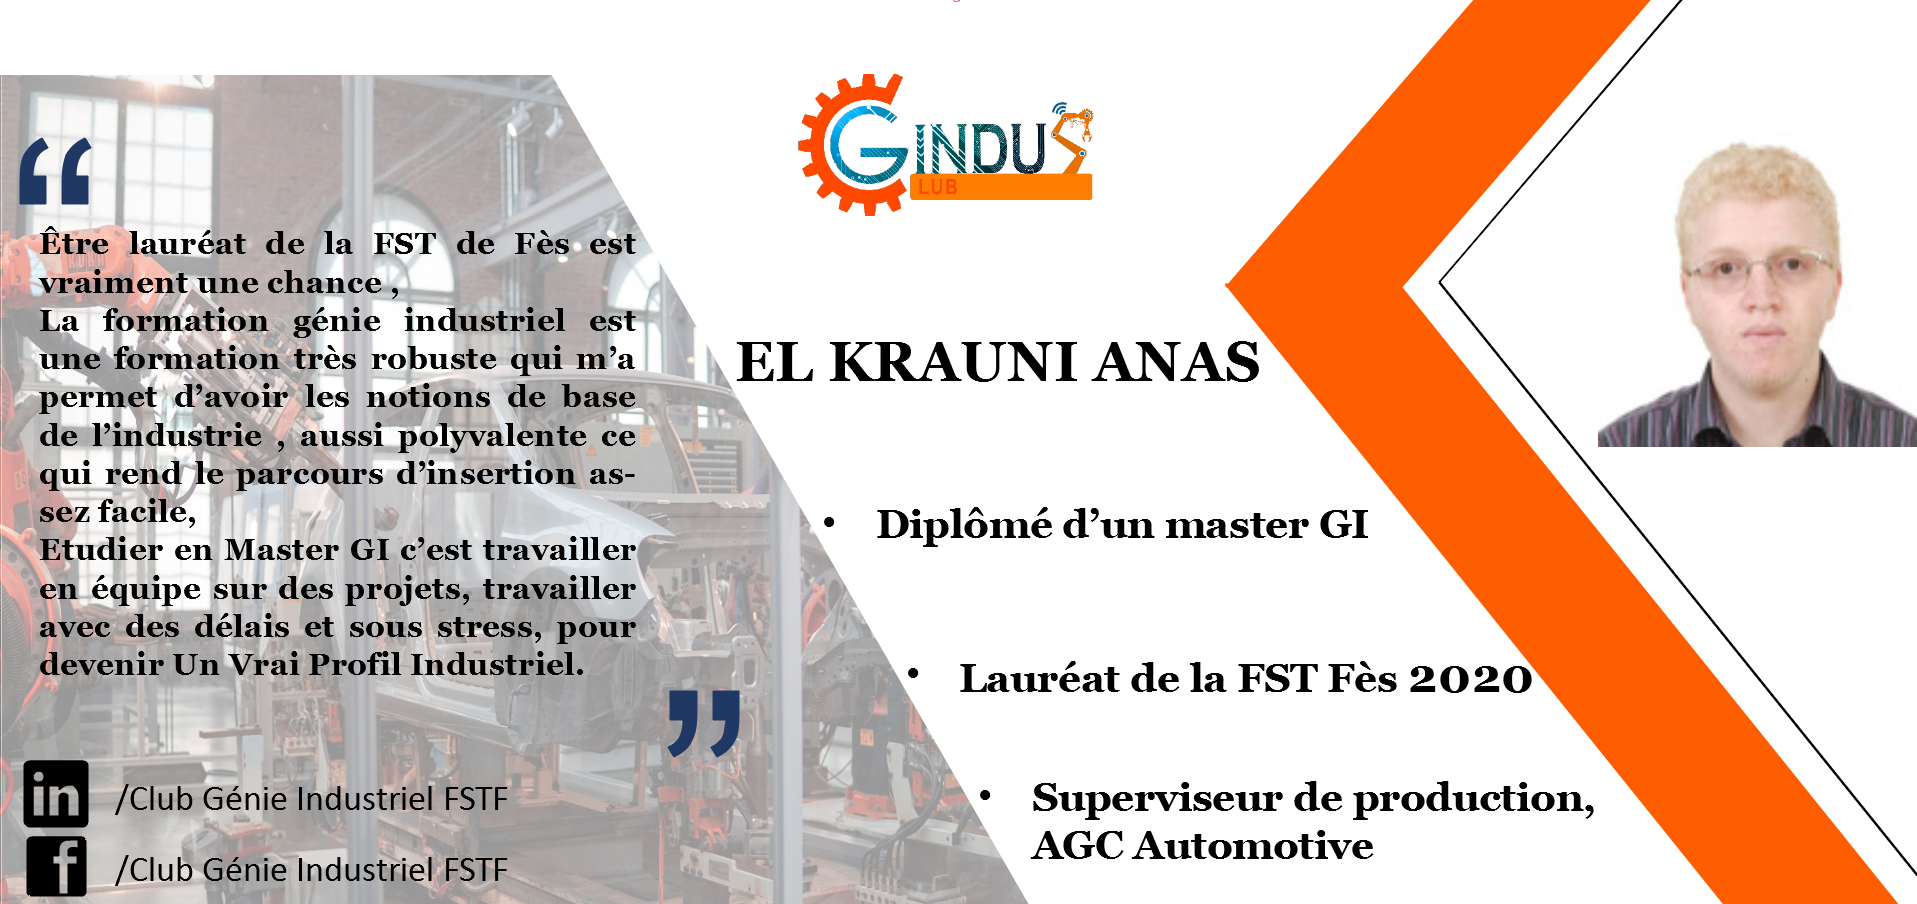 GINDUS
LUB
“
Être lauréat de la FST de Fès est
vraiment une chance ,
La formation génie industriel est
une formation très robuste qui m’a
permet d’avoir les notions de base
de l’industrie , aussi polyvalente ce
qui rend le parcours d’insertion as-
sez facile,
Etudier en Master GI c’est travailler
en équipe sur des projets, travailler
avec des délais et sous stress, pour
devenir Un Vrai Profil Industriel.
”
in /Club Génie Industriel FSTF
f /Club Génie Industriel FSTF
EL KRAUNI ANAS
• Diplômé d’un master GI
• Lauréat de la FST Fès 2020
• Superviseur de production,
AGC Automotive